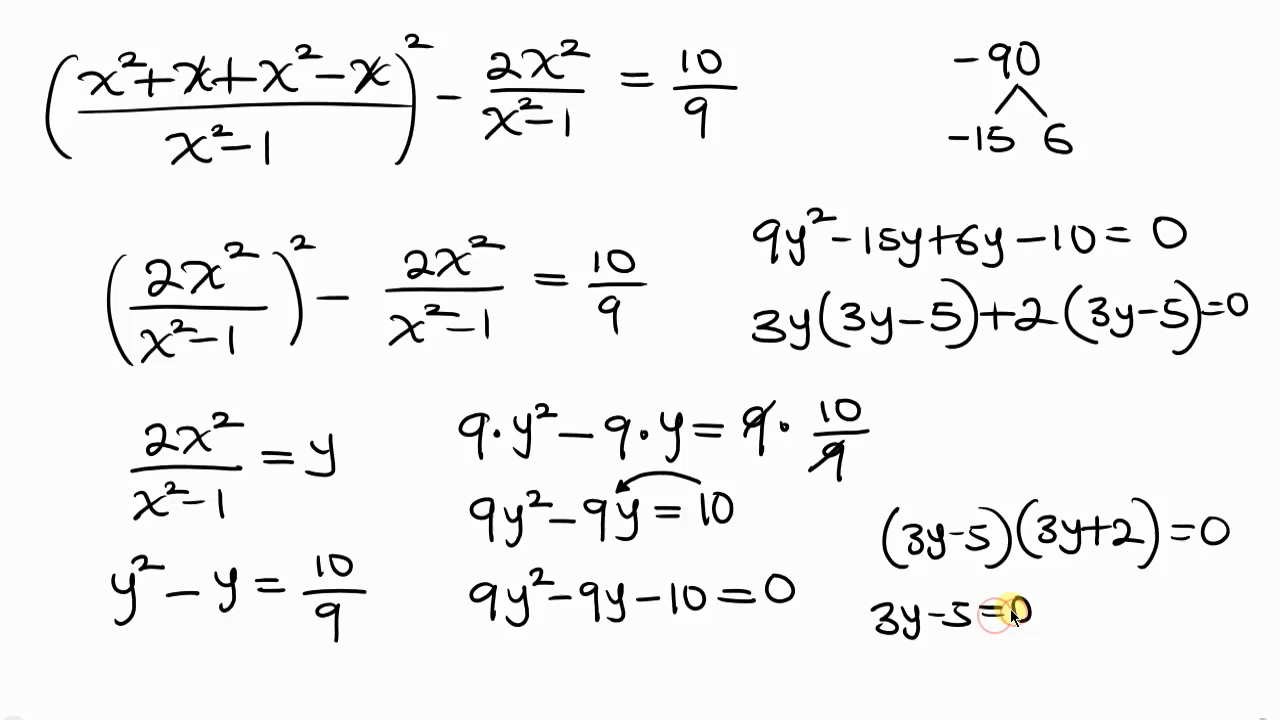 (x²+x+x²-x / x²-1)² - 2x²/x²-1 = 10/9
-90
-15 6
(2x²/x²-1)² - 2x²/x²-1 = 10/9
9y²-15y+6y-10=0
3y(3y-5)+2(3y-5)=0
2x²/x²-1 = y
y²-y=10/9
9·y²-9·y=9·10/9
9y²-9y=10
9y²-9y-10=0
(3y-5)(3y+2)=0
3y-5=0